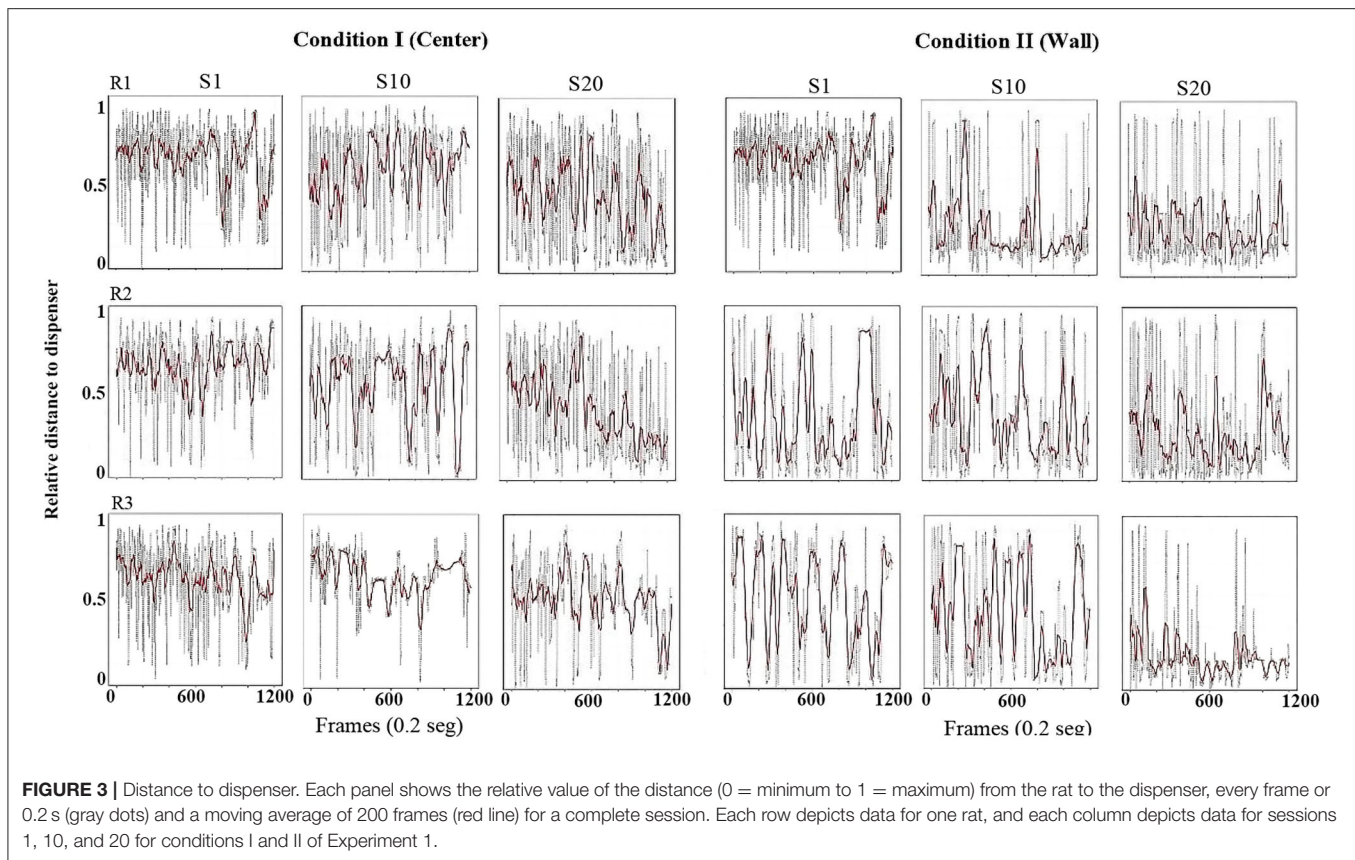 Condition I (Center)
Condition II (Wall)
R1 S1 S10 S20 S1 S10 S20
1
0.5
0
R2
1
0.5
0
R3
1
0.5
0
Relative distance to dispenser
0 600 1200 0 600 1200 0 600 1200 0 600 1200 0 600 1200
Frames (0.2 seg)
Frames (0.2 seg)
FIGURE 3 | Distance to dispenser. Each panel shows the relative value of the distance (0 = minimum to 1 = maximum) from the rat to the dispenser, every frame or
0.2 s (gray dots) and a moving average of 200 frames (red line) for a complete session. Each row depicts data for one rat, and each column depicts data for sessions
1, 10, and 20 for conditions I and II of Experiment 1.